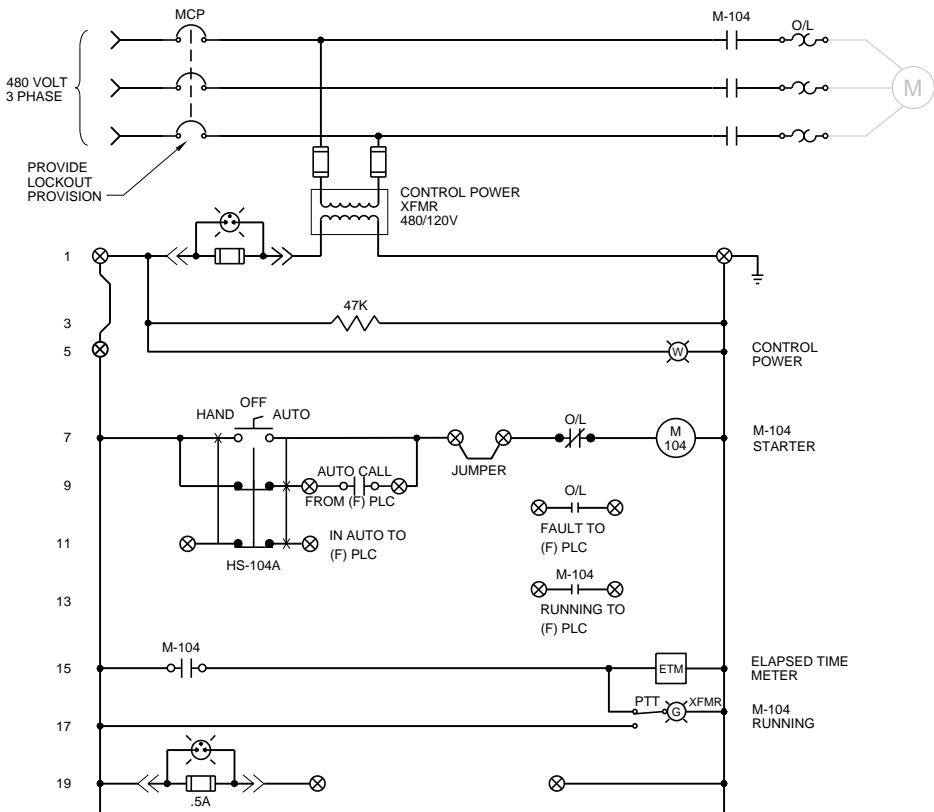 MCP
M-104
O/L
480 VOLT
3 PHASE
M
PROVIDE
LOCKOUT
PROVISION
CONTROL POWER
XFMR
480/120V
1
47K
3
5
W
CONTROL
POWER
OFF
HAND
AUTO
7
O/L
M
104
M-104
STARTER
JUMPER
9
AUTO CALL
FROM (F) PLC
O/L
FAULT TO
(F) PLC
11
IN AUTO TO
(F) PLC
HS-104A
M-104
13
RUNNING TO
(F) PLC
M-104
15
ETM
ELAPSED TIME
METER
PTT
G
XFMR
M-104
RUNNING
17
19
.5A